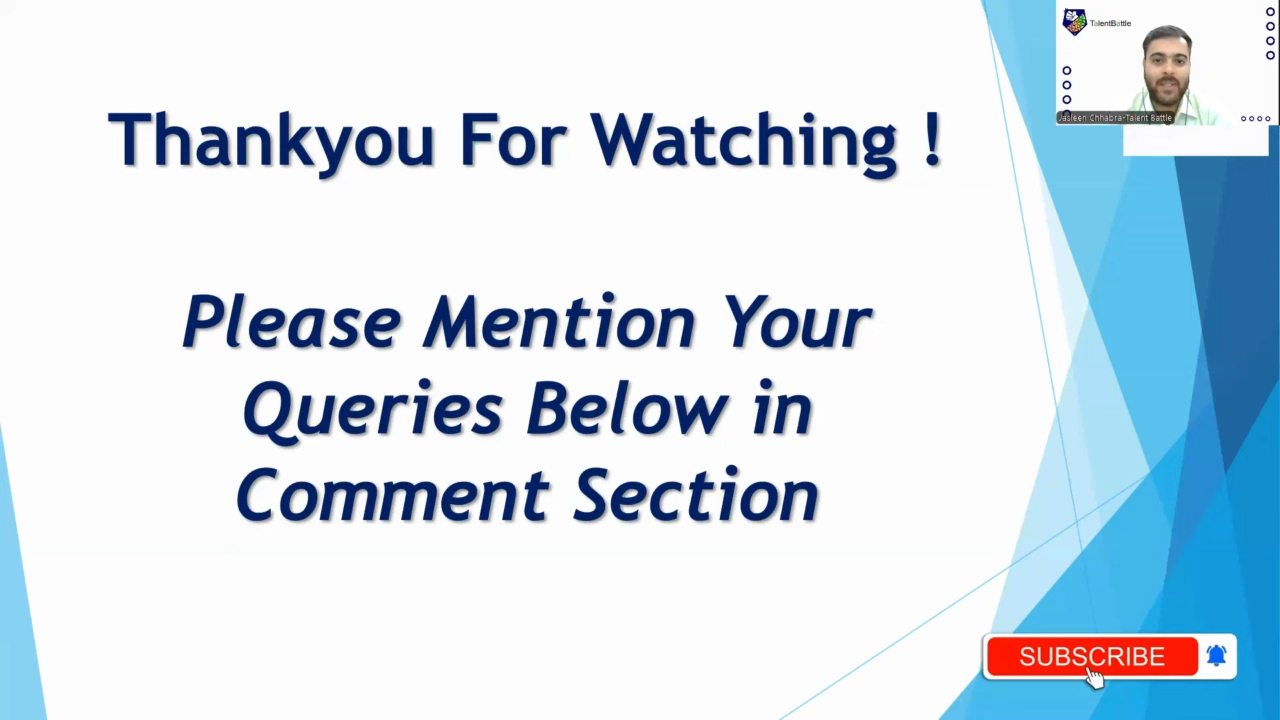 TalentBattle
Jasleen Chhabra-Talent Battle
Thankyou For Watching !
Please Mention Your
Queries Below in
Comment Section
SUBSCRIBE